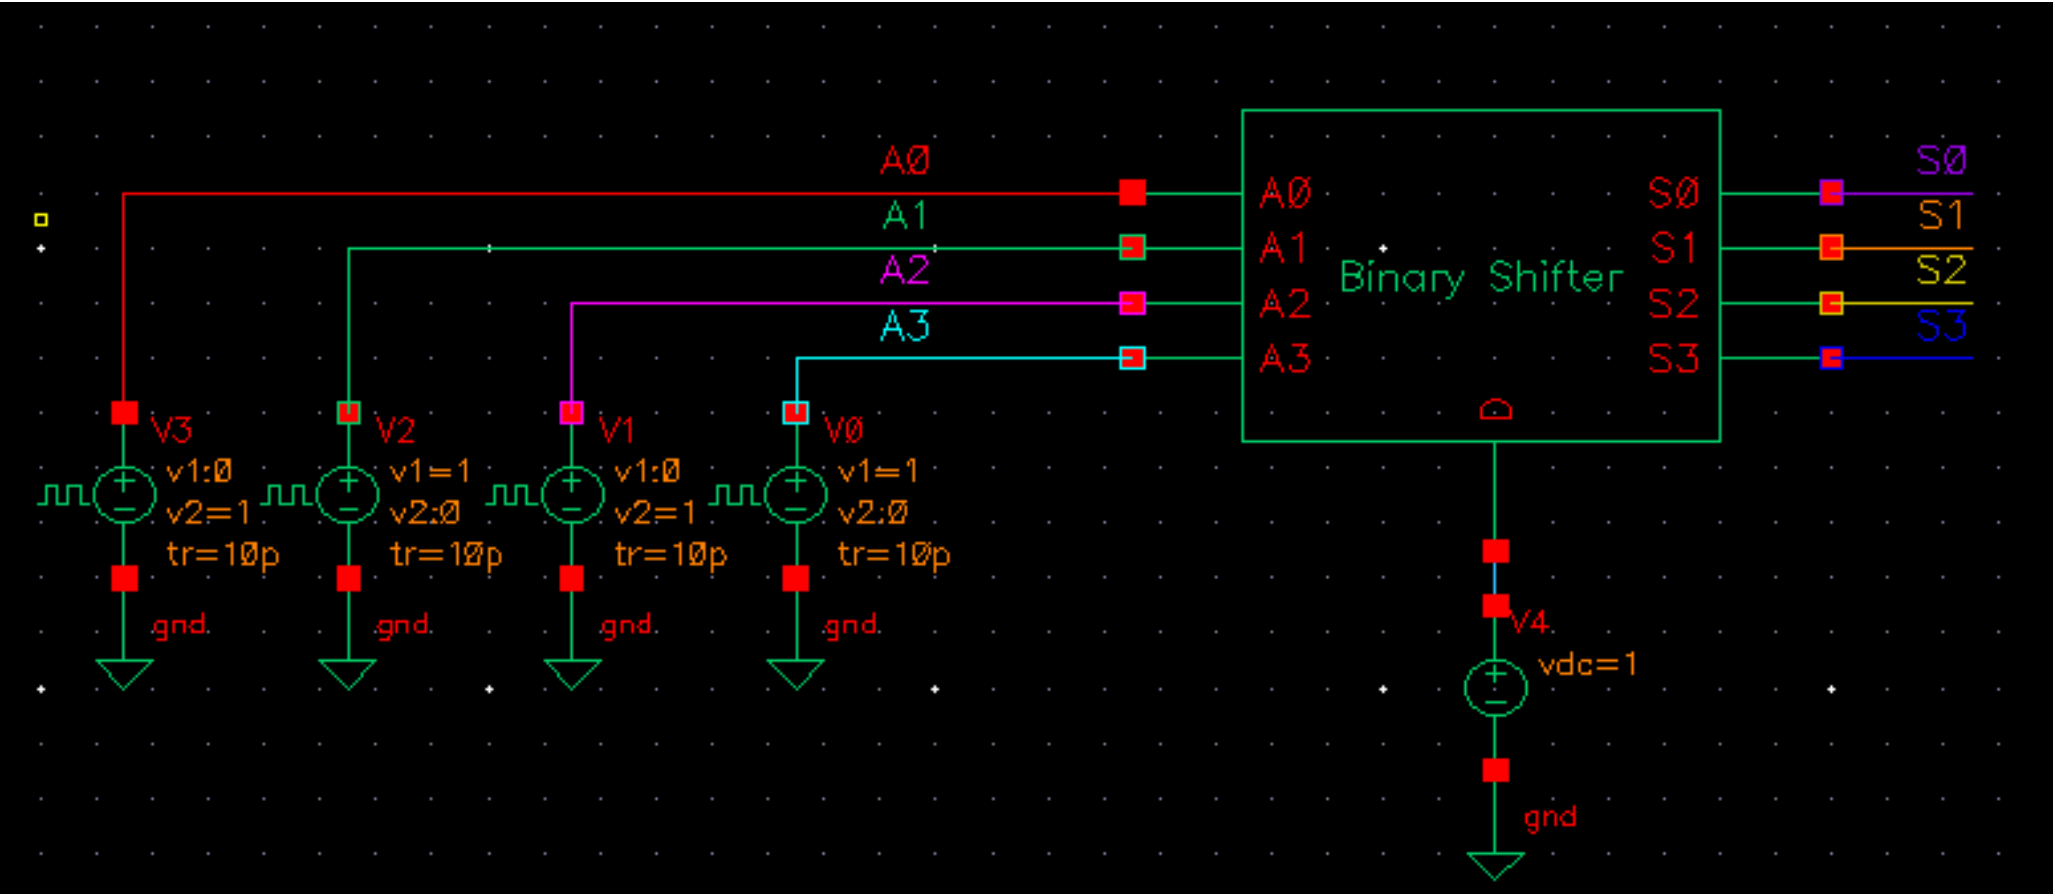 A0
A1
A2
A3
A0
A1
A2
A3
Binary Shifter
S0
S1
S2
S3
D
S0
S1
S2
S3
V3
v1:0
v2=1
tr=10p
gnd
V2
v1=1
v2:0
tr=10p
gnd
V1
v1:0
v2=1
tr=10p
gnd
V0
v1=1
v2:0
tr=10p
gnd
V4
vdc=1
gnd